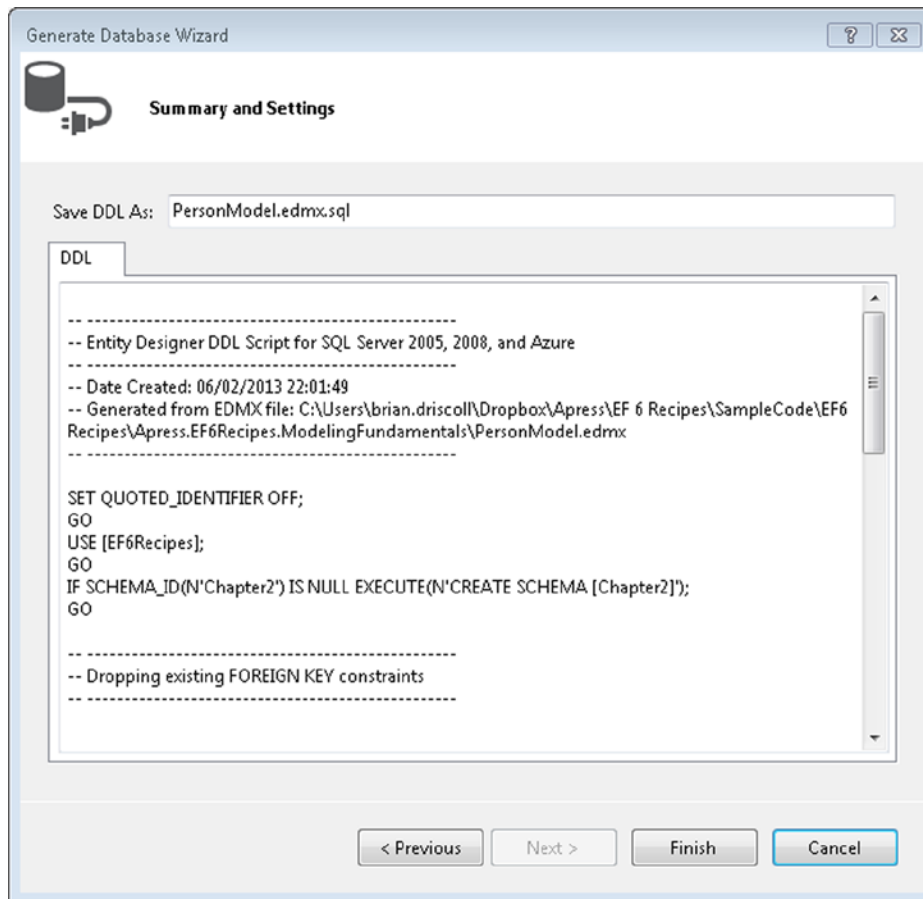 Generate Database Wizard
Summary and Settings
Save DDL As: PersonModel.edmx.sql
DDL
-- --------------------------------------------------
-- Entity Designer DDL Script for SQL Server 2005, 2008, and Azure
-- --------------------------------------------------
-- Date Created: 06/02/2013 22:01:49
-- Generated from EDMX file: C:\Users\brian.driscoll\Dropbox\Apress\EF 6 Recipes\SampleCode\EF6
Recipes\Apress.EF6Recipes.ModelingFundamentals\PersonModel.edmx
-- --------------------------------------------------
SET QUOTED_IDENTIFIER OFF;
GO
USE [EF6Recipes];
GO
IF SCHEMA_ID(N'Chapter2') IS NULL EXECUTE(N'CREATE SCHEMA [Chapter2]');
GO
-- --------------------------------------------------
-- Dropping existing FOREIGN KEY constraints
-- --------------------------------------------------
< Previous Next > Finish Cancel